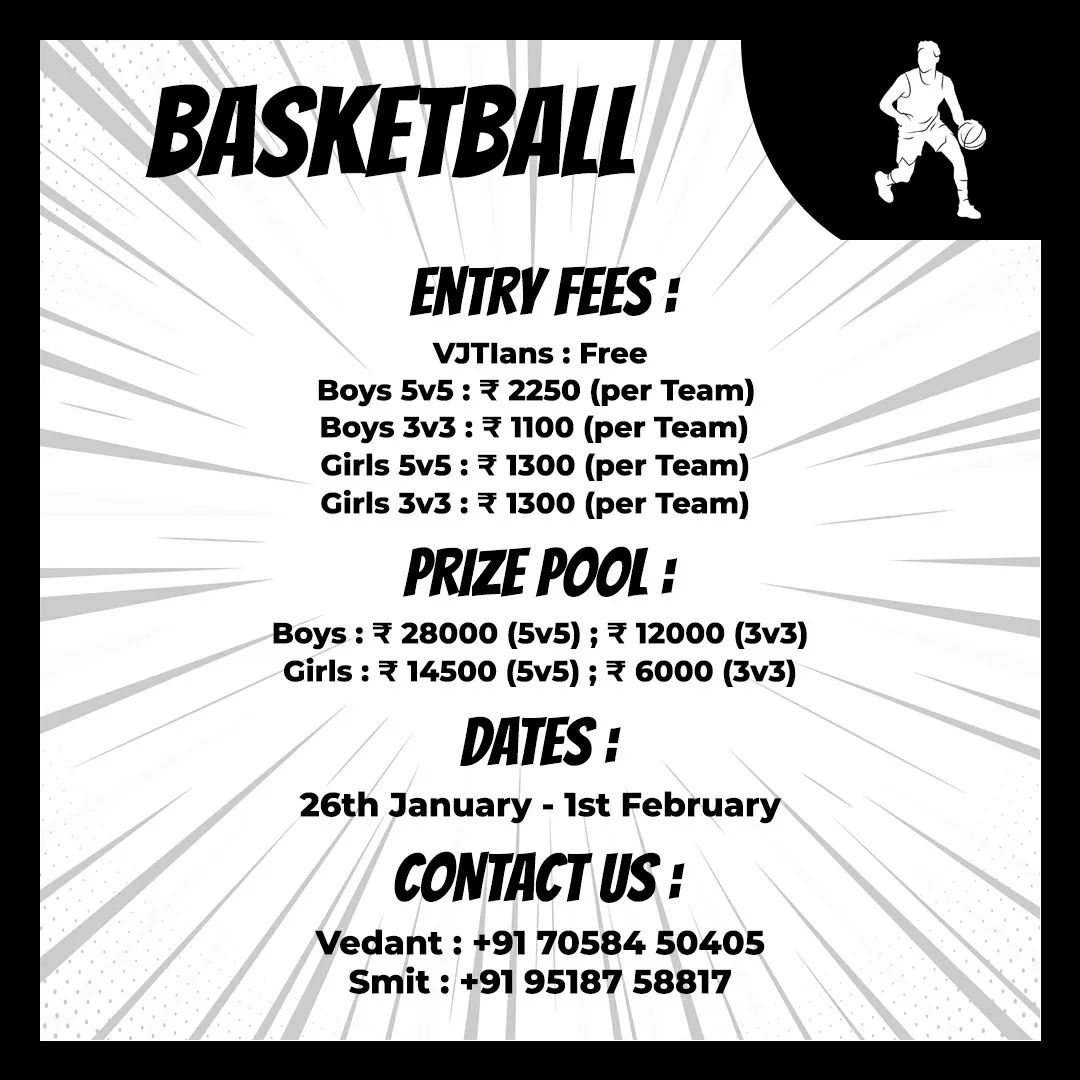 BASKETBALL
ENTRY FEES :
VJTIans : Free
Boys 5v5 : ₹ 2250 (per Team)
Boys 3v3 : ₹ 1100 (per Team)
Girls 5v5 : ₹ 1300 (per Team)
Girls 3v3 : ₹ 1300 (per Team)
PRIZE POOL :
Boys : ₹ 28000 (5v5) ; ₹ 12000 (3v3)
Girls : ₹ 14500 (5v5) ; ₹ 6000 (3v3)
DATES :
26th January - 1st February
CONTACT US :
Vedant : +91 70584 50405
Smit : +91 95187 58817